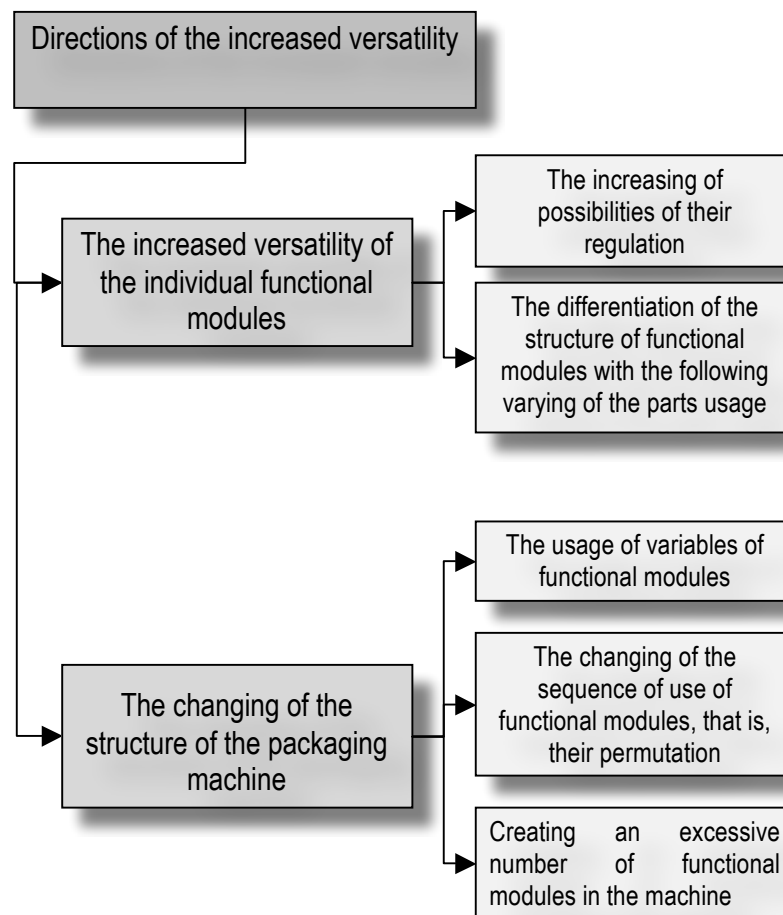 Directions of the increased versatility
The increasing of
possibilities of their
regulation
The increased versatility of
the individual functional
modules
The differentiation of the
structure of functional
modules with the following
varying of the parts usage
The usage of variables of
functional modules
The changing of the
structure of the packaging
machine
The changing of the
sequence of use of
functional modules, that is,
their permutation
Creating an excessive
number of functional
modules in the machine